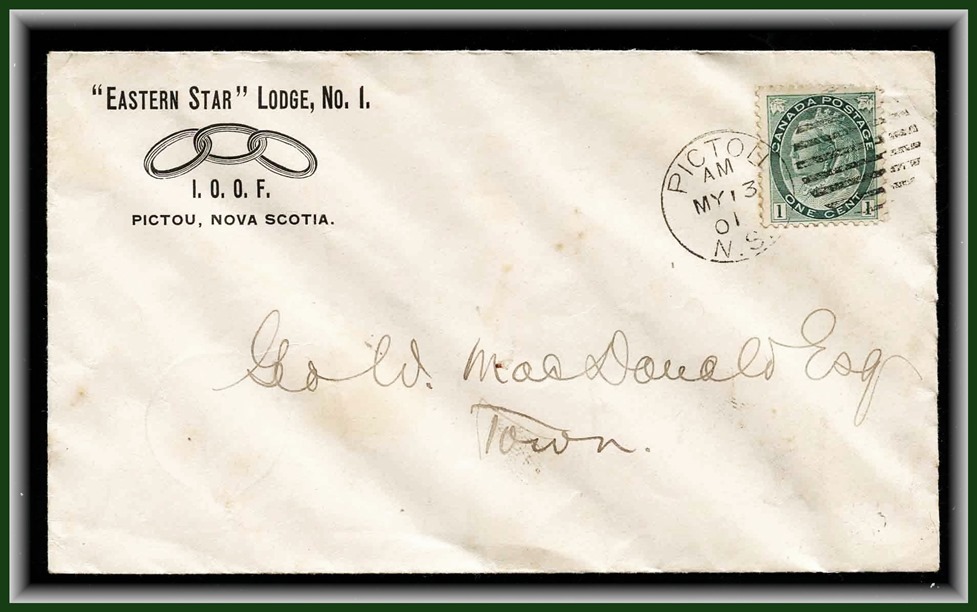 "EASTERN STAR" LODGE, No. 1.
I. O. O. F.
PICTOU, NOVA SCOTIA.
PICTOU
AM
MY 13
01
N.S.
CANADA POSTAGE
1 ONE CENT 1
Geo W. MacDonald Esq
Town.